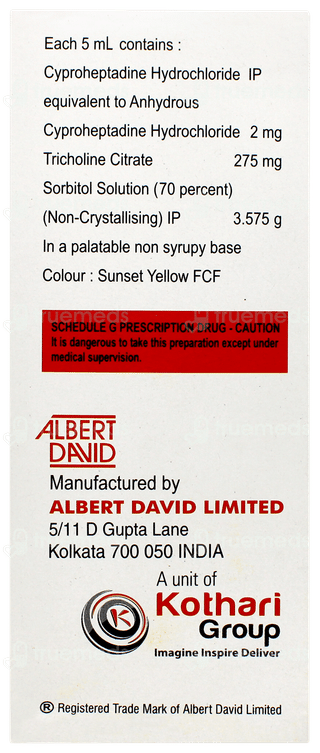 Each 5 mL contains :
Cyproheptadine Hydrochloride IP
equivalent to Anhydrous
Cyproheptadine Hydrochloride 2 mg
Tricholine Citrate 275 mg
Sorbitol Solution (70 percent)
(Non-Crystallising) IP 3.575 g
In a palatable non syrupy base
Colour : Sunset Yellow FCF
SCHEDULE G PRESCRIPTION DRUG - CAUTION
It is dangerous to take this preparation except under
medical supervision.
ALBERT
DAVID
Manufactured by
ALBERT DAVID LIMITED
5/11 D Gupta Lane
Kolkata 700 050 INDIA
A unit of
K
Kothari
Group
Imagine Inspire Deliver
® Registered Trade Mark of Albert David Limited
truemeds